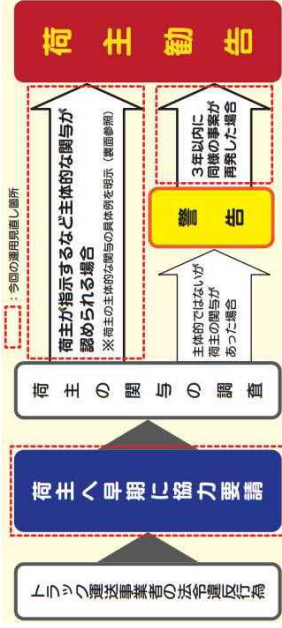 :今回の運用見直し箇所
トラック運送事業者の法令違反行為
荷主へ早期に協力要請
荷主の関与の調査
荷主が指示するなど主体的な関与が
認められる場合
※荷主の主体的な関与の具体例を明示(裏面参照)
主体的ではないが
荷主の関与が
あった場合
警告
3年以内に
同様の事案が
再発した場合
荷主勧告